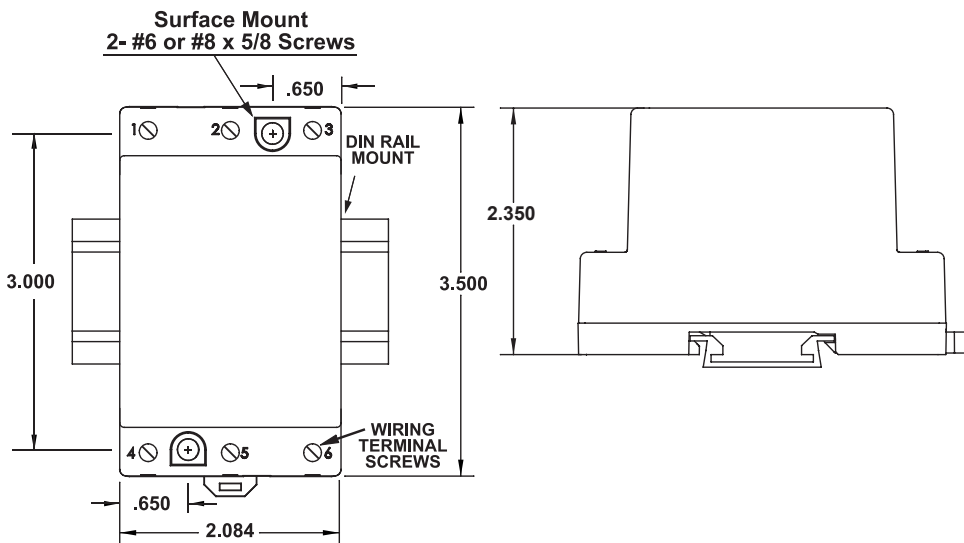 Surface Mount
2- #6 or #8 x 5/8 Screws
.650
1
2
3
DIN RAIL
MOUNT
2.350
3.000
3.500
WIRING
TERMINAL
SCREWS
4
5
6
.650
2.084